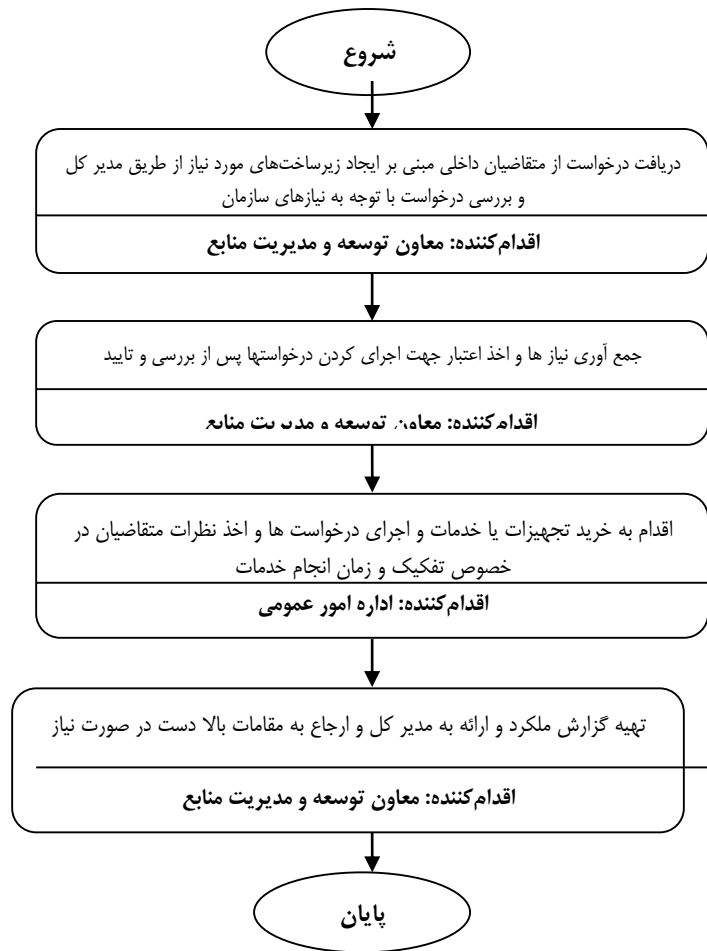 شروع
دریافت درخواست از متقاضیان داخلی مبنی بر ایجاد زیرساخت‌های مورد نیاز از طریق مدیر کل
و بررسی درخواست با توجه به نیازهای سازمان
اقدام‌کننده: معاون توسعه و مدیریت منابع
جمع آوری نیاز ها و اخذ اعتبار جهت اجرای کردن درخواستها پس از بررسی و تایید
اقدام‌کننده: معاون توسعه و مدیریت منابع
اقدام به خرید تجهیزات یا خدمات و اجرای درخواست ها و اخذ نظرات متقاضیان در
خصوص تفکیک و زمان انجام خدمات
اقدام‌کننده: اداره امور عمومی
تهیه گزارش ملکرد و ارائه به مدیر کل و ارجاع به مقامات بالا دست در صورت نیاز
اقدام‌کننده: معاون توسعه و مدیریت منابع
پایان